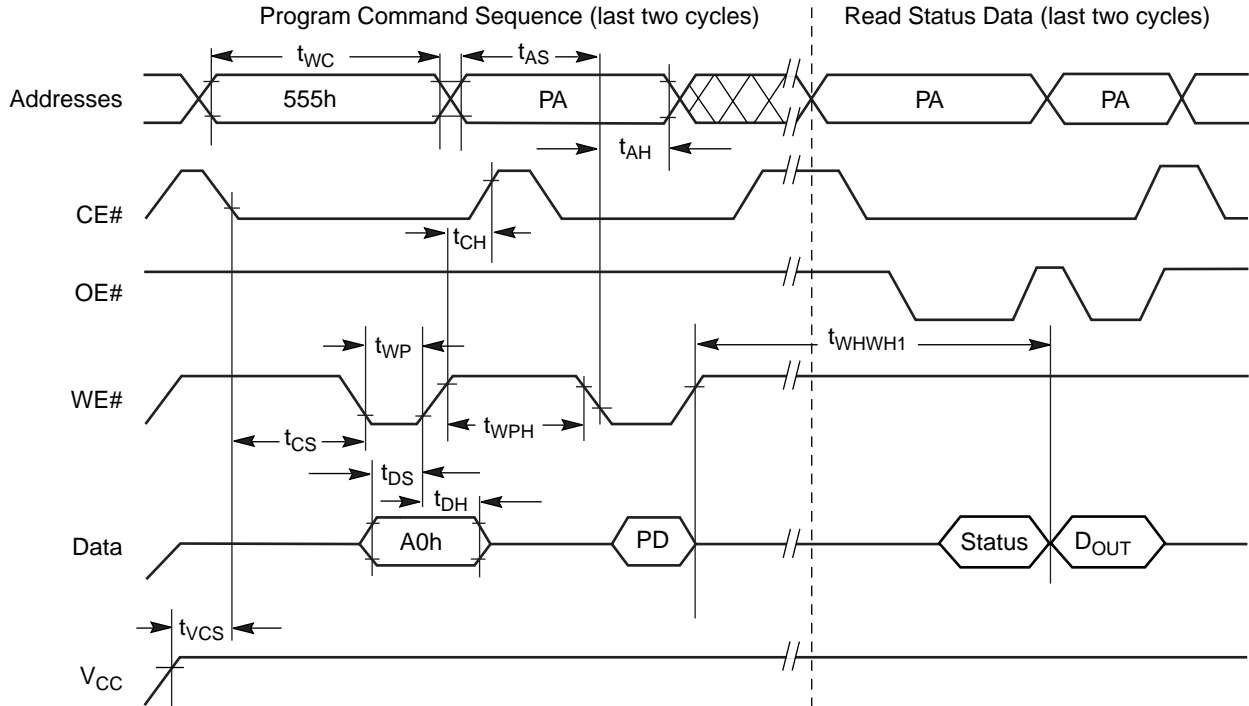 Program Command Sequence (last two cycles)
Read Status Data (last two cycles)
tWC
tAS
Addresses
555h
PA
PA
PA
tAH
CE#
tCH
OE#
tWP
tWHWH1
WE#
tCS
tWPH
tDS
tDH
Data
A0h
PD
Status
DOUT
tVCS
VCC